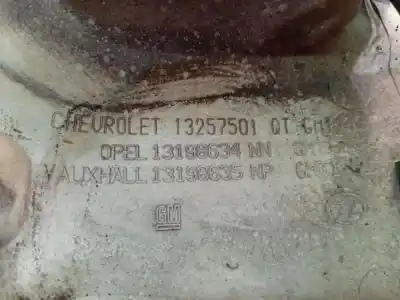 CHEVROLET 13257501 QT
OPEL 13198634 NN
VAUXHALL 13198635 NP
GM